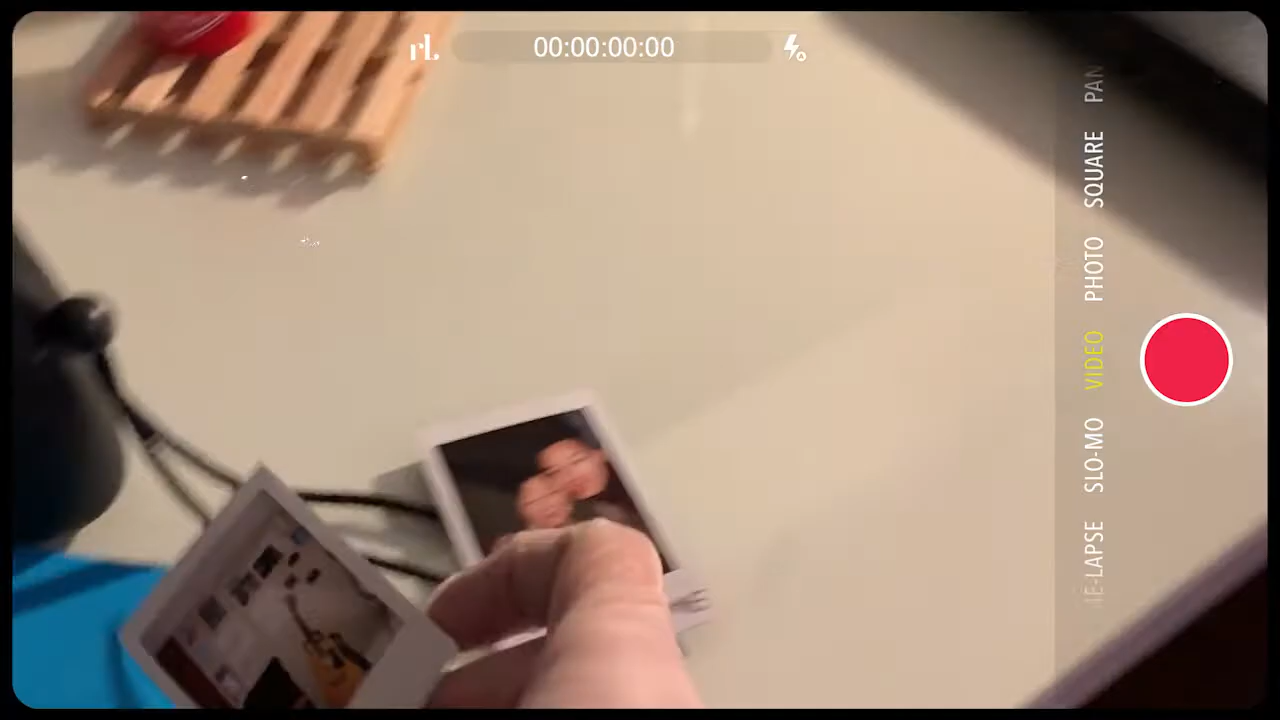 rl.
00:00:00:00
PAN
SQUARE
PHOTO
VIDEO
SLO-MO
E-LAPSE